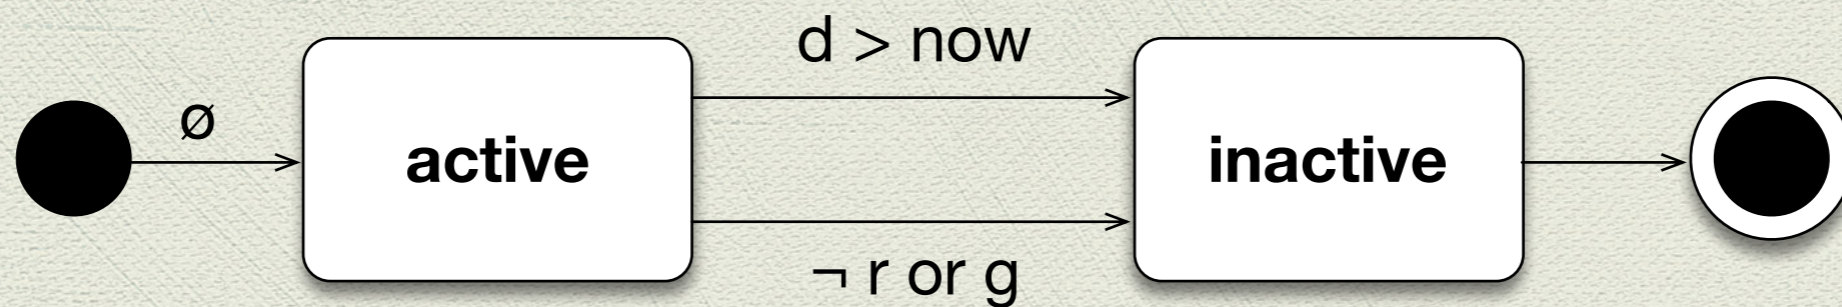 ø
active
d > now
¬ r or g
inactive